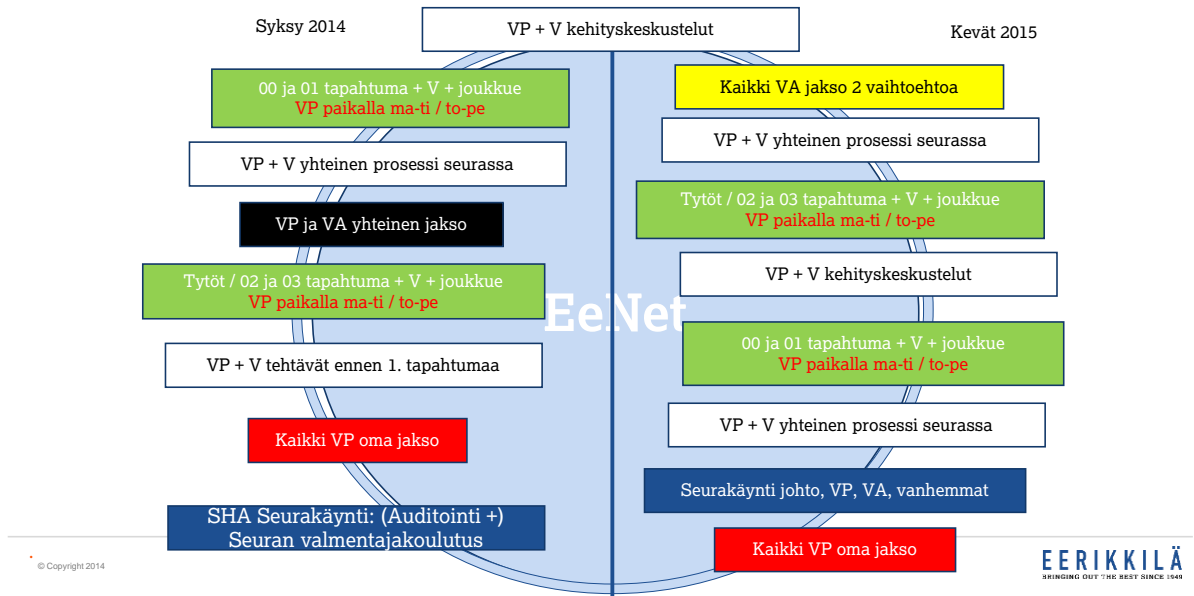 Syksy 2014
VP + V kehityskeskustelut
Kevät 2015
00 ja 01 tapahtuma + V + joukkue
VP paikalla ma-ti / to-pe
VP + V yhteinen prosessi seurassa
VP ja VA yhteinen jakso
Tytöt / 02 ja 03 tapahtuma + V + joukkue
VP paikalla ma-ti / to-pe
VP + V tehtävät ennen 1. tapahtumaa
Kaikki VP oma jakso
SHA Seurakäynti: (Auditointi +)
Seuran valmentajakoulutus
EeNet
Kaikki VA jakso 2 vaihtoehtoa
VP + V yhteinen prosessi seurassa
Tytöt / 02 ja 03 tapahtuma + V + joukkue
VP paikalla ma-ti / to-pe
VP + V kehityskeskustelut
00 ja 01 tapahtuma + V + joukkue
VP paikalla ma-ti / to-pe
VP + V yhteinen prosessi seurassa
Seurakäynti johto, VP, VA, vanhemmat
Kaikki VP oma jakso
© Copyright 2014
EERIKKILÄ
BRINGING OUT THE BEST SINCE 1949